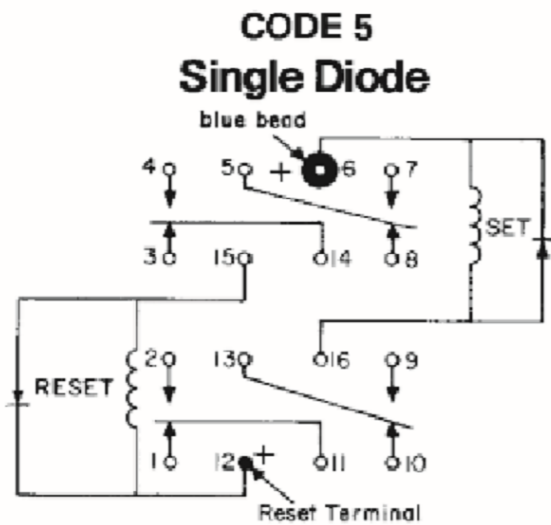 CODE 5
Single Diode
blue bead
4 5 + 6 7
3 15 14 8
SET
2 13 16 9
RESET
1 12 + 11 10
Reset Terminal